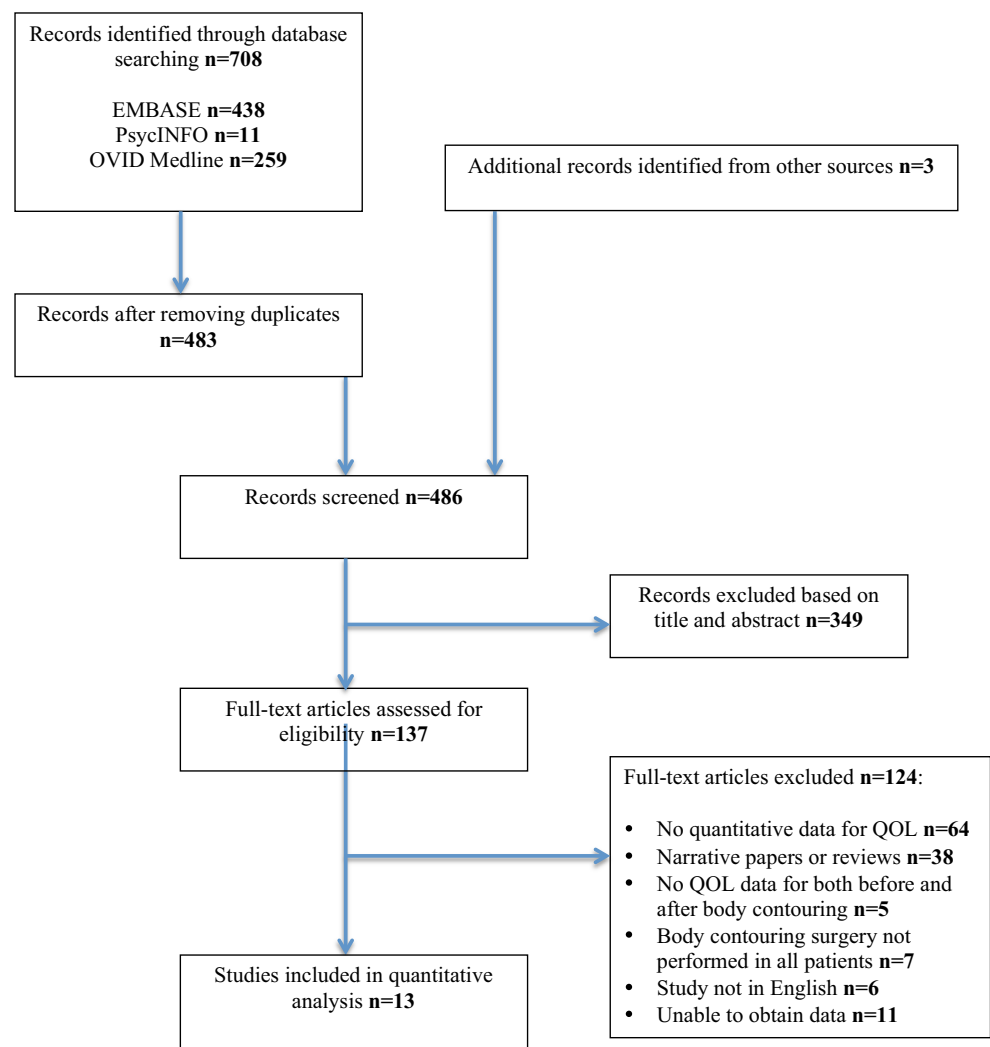 Records identified through database
searching n=708
EMBASE n=438
PsycINFO n=11
OVID Medline n=259
Additional records identified from other sources n=3
Records after removing duplicates
n=483
Records screened n=486
Records excluded based on
title and abstract n=349
Full-text articles assessed for
eligibility n=137
Full-text articles excluded n=124:
• No quantitative data for QOL n=64
• Narrative papers or reviews n=38
• No QOL data for both before and
after body contouring n=5
• Body contouring surgery not
performed in all patients n=7
• Study not in English n=6
• Unable to obtain data n=11
Studies included in quantitative
analysis n=13